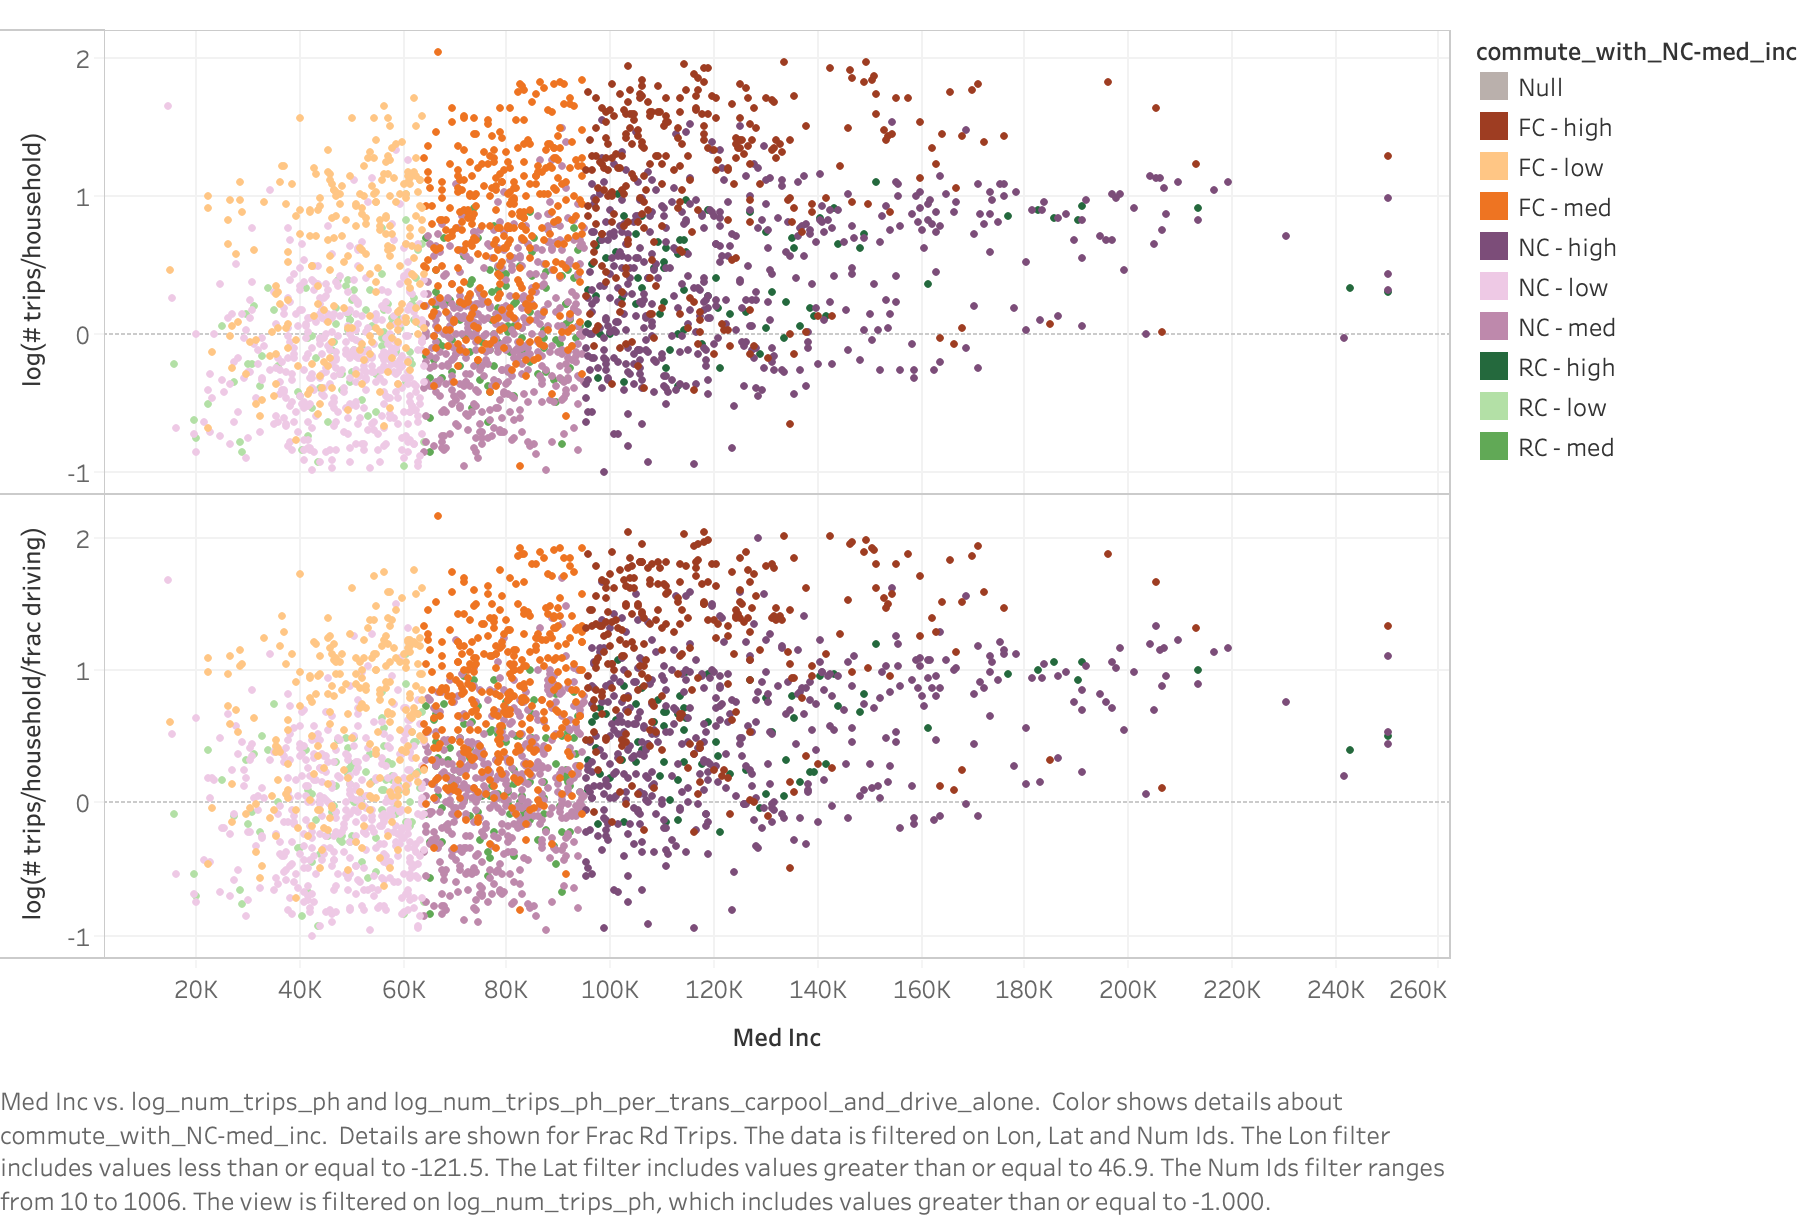 log(# trips/household)
2
1
0
-1
log(# trips/household/frac driving)
2
1
0
-1
20K 40K 60K 80K 100K 120K 140K 160K 180K 200K 220K 240K 260K
Med Inc
commute_with_NC-med_inc
Null
FC - high
FC - low
FC - med
NC - high
NC - low
NC - med
RC - high
RC - low
RC - med
Med Inc vs. log_num_trips_ph and log_num_trips_ph_per_trans_carpool_and_drive_alone. Color shows details about
commute_with_NC-med_inc. Details are shown for Frac Rd Trips. The data is filtered on Lon, Lat and Num Ids. The Lon filter
includes values less than or equal to -121.5. The Lat filter includes values greater than or equal to 46.9. The Num Ids filter ranges
from 10 to 1006. The view is filtered on log_num_trips_ph, which includes values greater than or equal to -1.000.